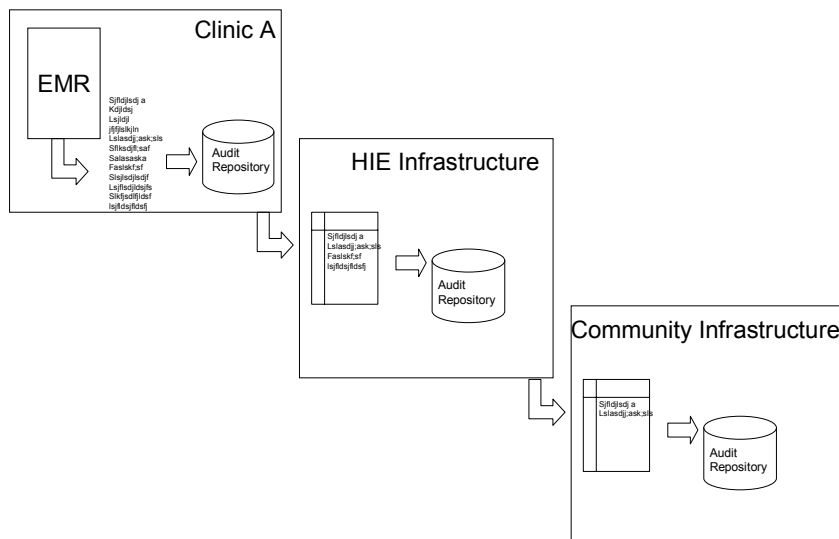 Clinic A
EMR
Sjfldjlsdj a
Kdjldsj
Lsjldjl
jfjfjlslkjln
Lslasdjj;ask;sls
Sflksdjfl;saf
Salasaska
Faslskf;sf
Slsjlsdjlsdjf
Lsjflsdjldsjfs
Slkfjsdlfjldsf
lsjfldsjfldsfj
Audit
Repository
HIE Infrastructure
Sjfldjlsdj a
Lslasdjj;ask;sls
Faslskf;sf
lsjfldsjfldsfj
Audit
Repository
Community Infrastructure
Sjfldjlsdj a
Lslasdjj;ask;sls
Audit
Repository